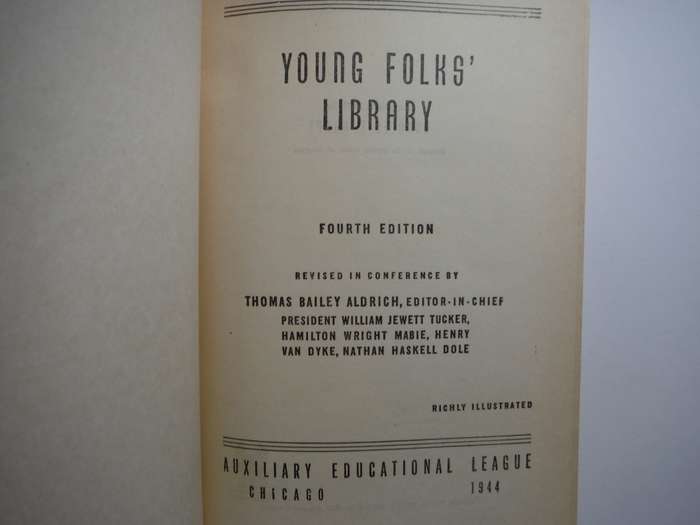 YOUNG FOLKS'
LIBRARY
FOURTH EDITION
REVISED IN CONFERENCE BY
THOMAS BAILEY ALDRICH, EDITOR-IN-CHIEF
PRESIDENT WILLIAM JEWETT TUCKER,
HAMILTON WRIGHT MABIE, HENRY
VAN DYKE, NATHAN HASKELL DOLE
RICHLY ILLUSTRATED
AUXILIARY EDUCATIONAL LEAGUE
CHICAGO 1944